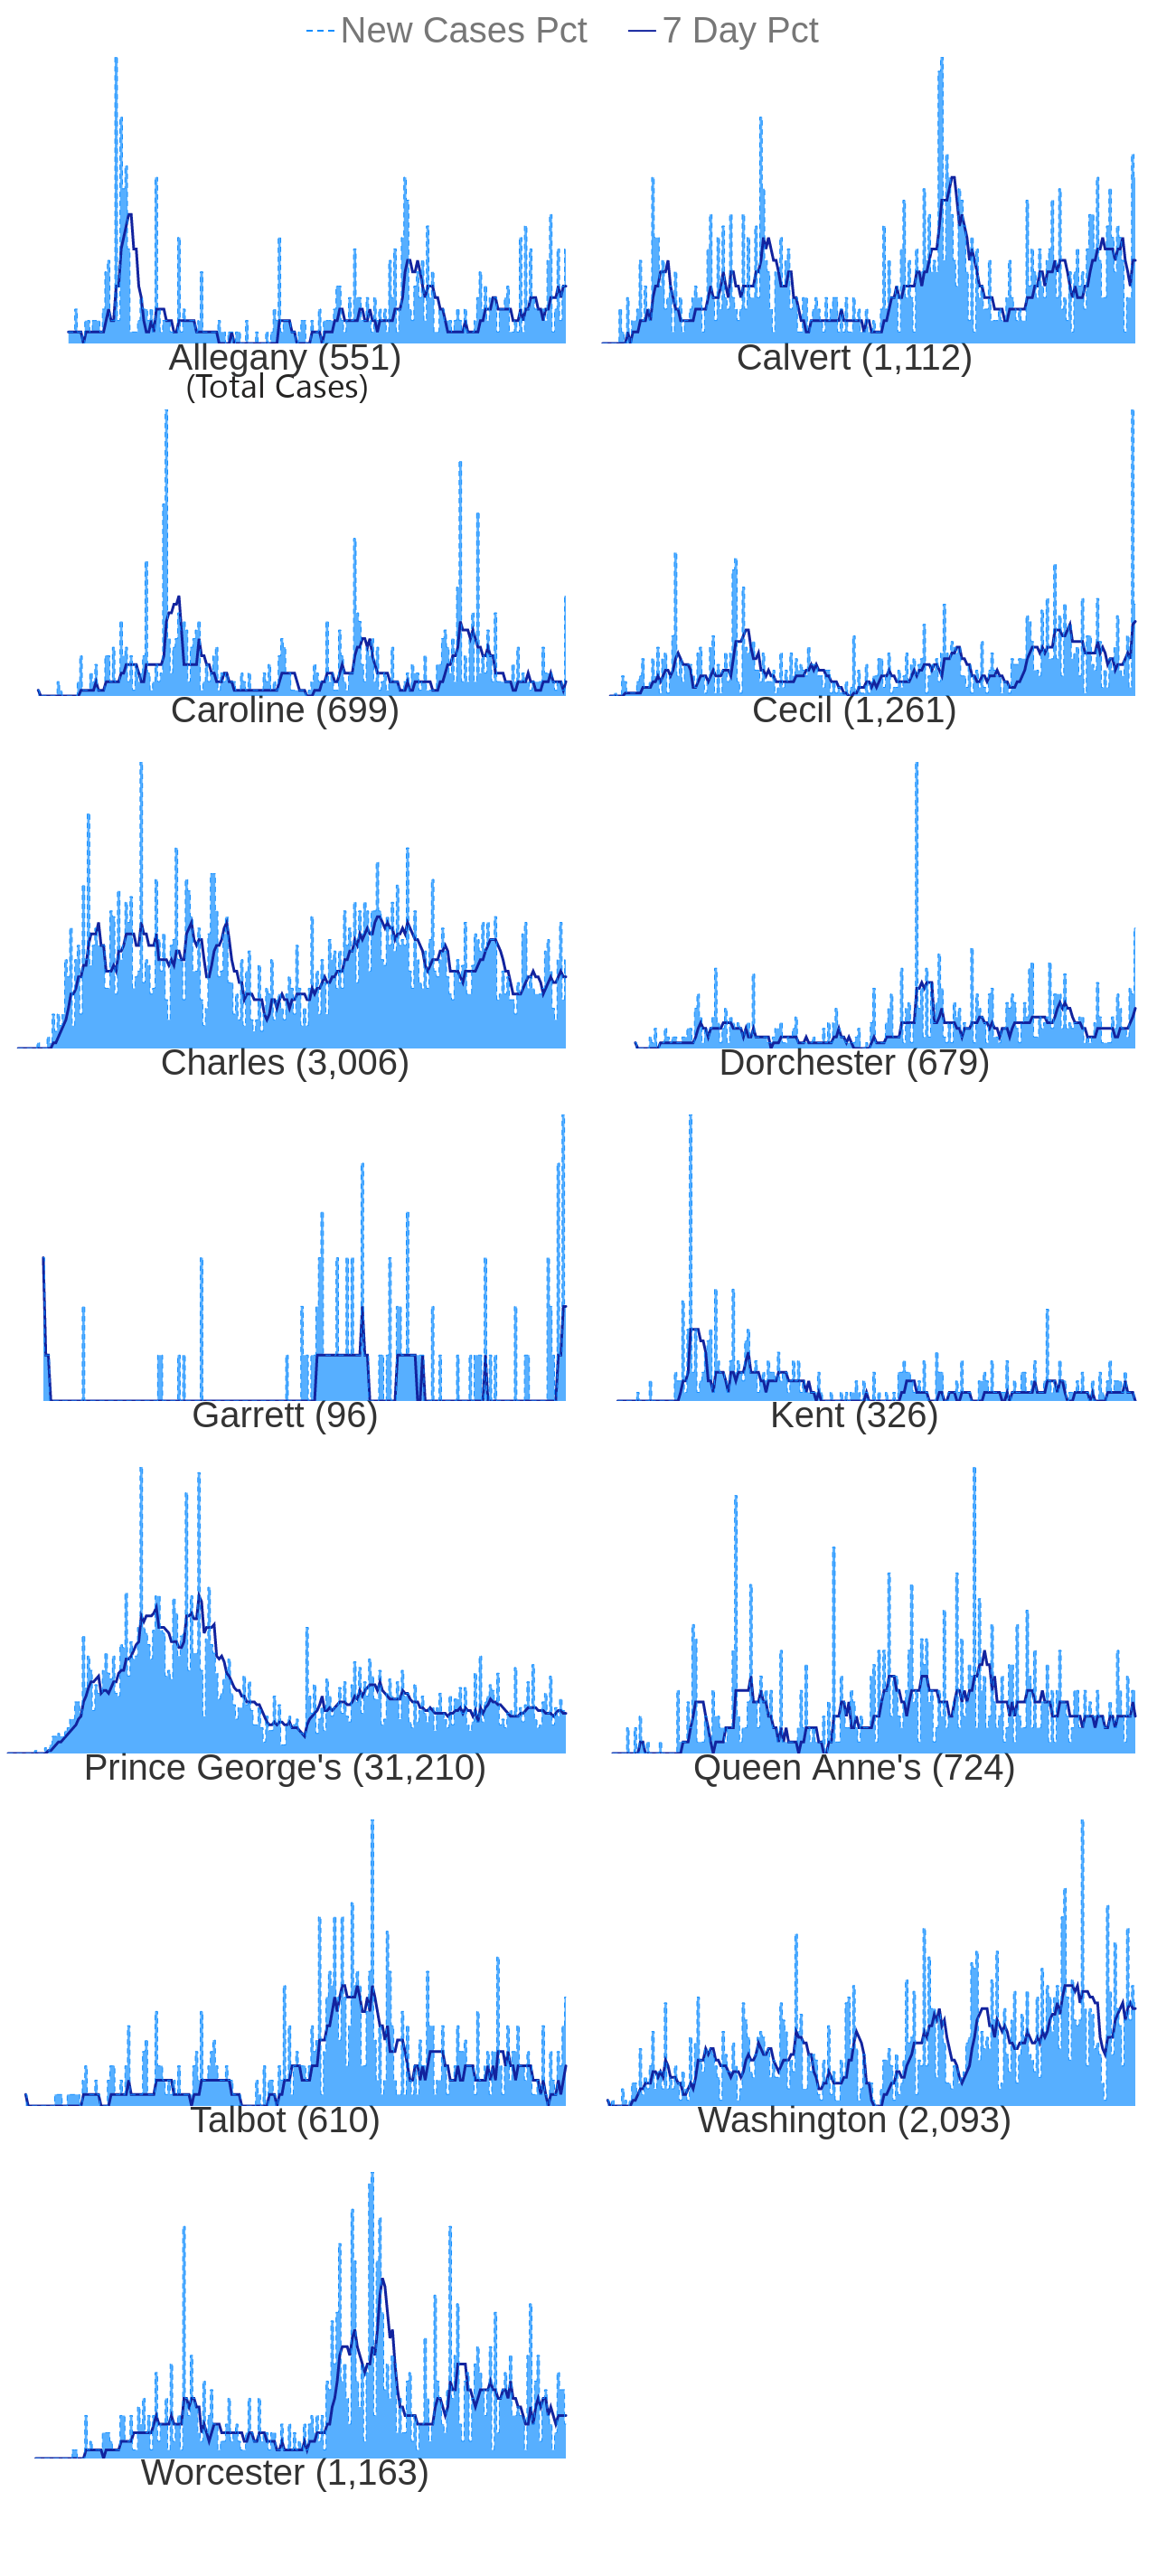 New Cases Pct 7 Day Pct
Allegany (551) Calvert (1,112)
(Total Cases)
Caroline (699) Cecil (1,261)
Charles (3,006) Dorchester (679)
Garrett (96) Kent (326)
Prince George's (31,210) Queen Anne's (724)
Talbot (610) Washington (2,093)
Worcester (1,163)